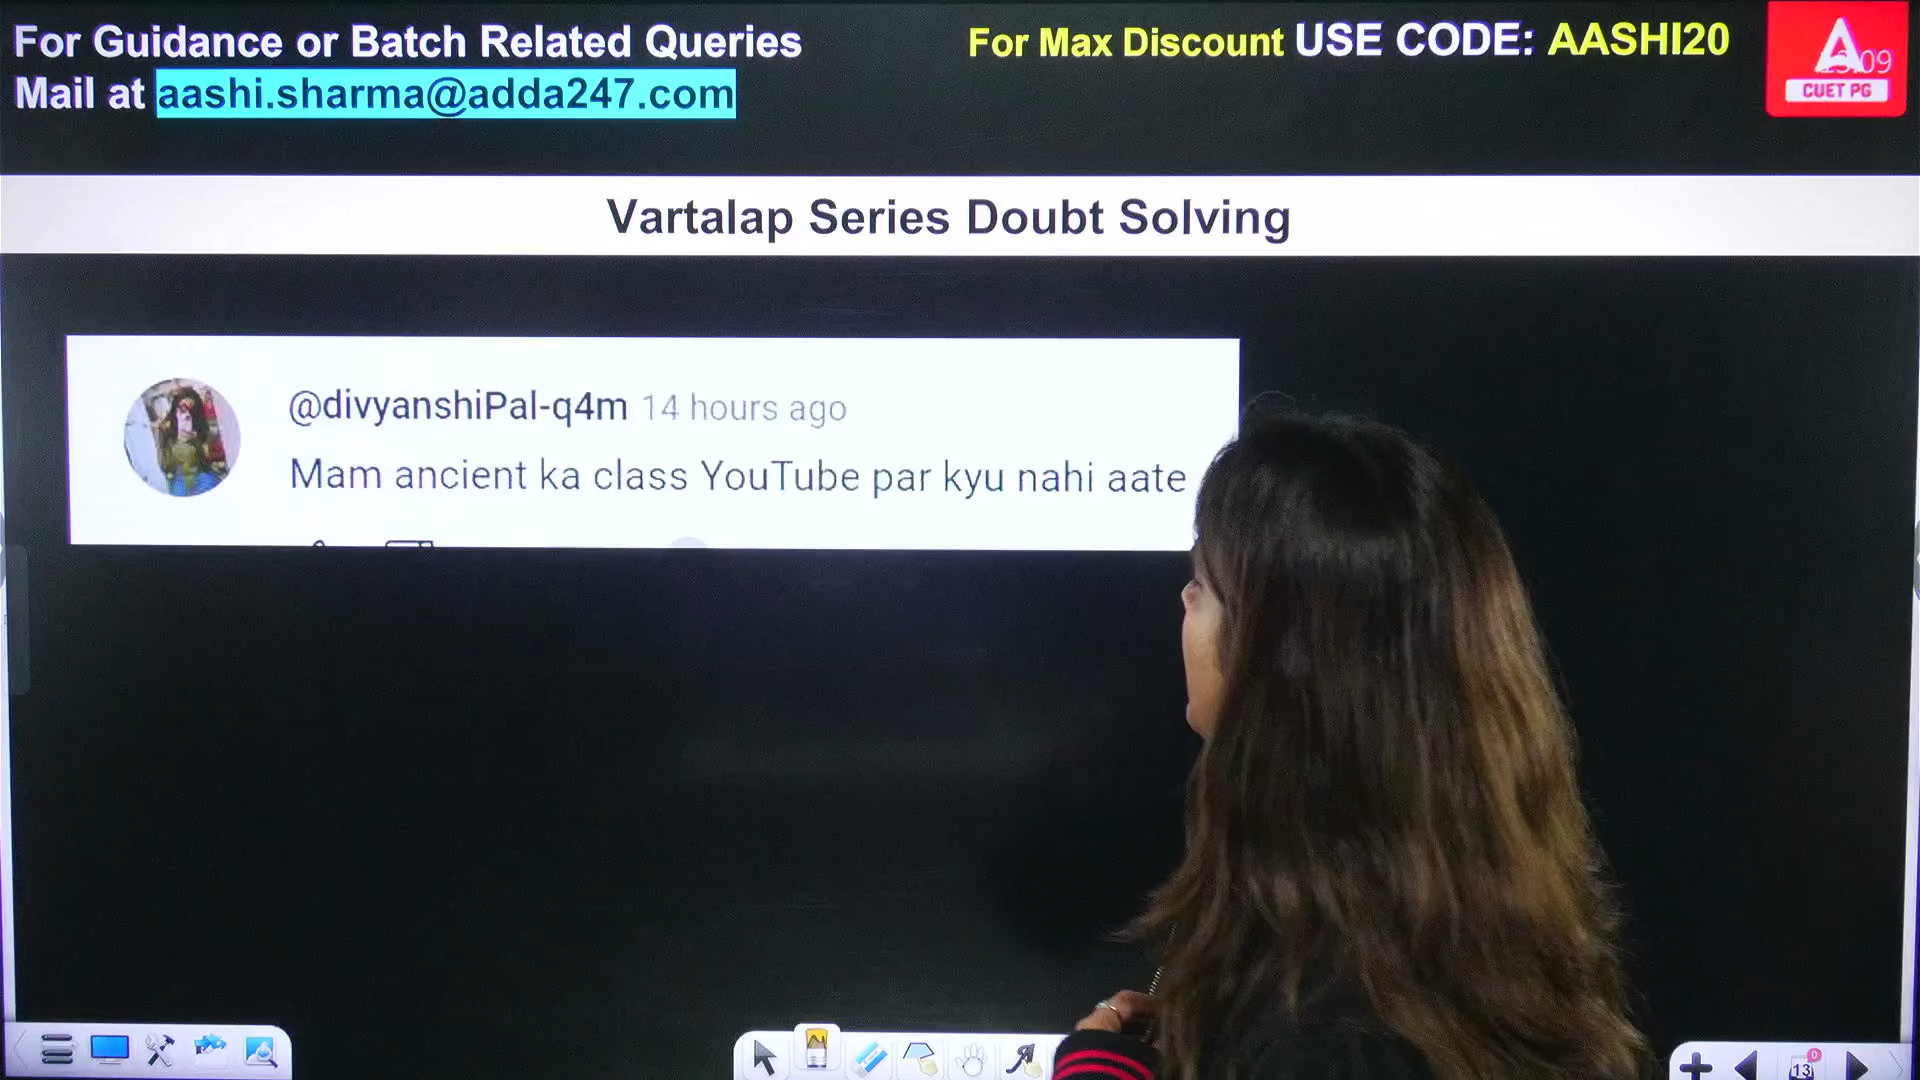 For Guidance or Batch Related Queries
Mail at aashi.sharma@adda247.com
For Max Discount USE CODE: AASHI20
CUET PG
Vartalap Series Doubt Solving
@divyanshiPal-q4m 14 hours ago
Mam ancient ka class YouTube par kyu nahi aate
13
0